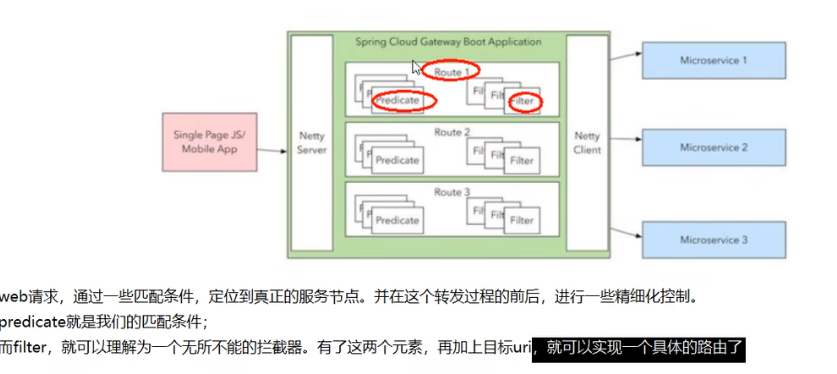 Spring Cloud Gateway Boot Application
Single Page JS/
Mobile App
Netty
Server
Route 1
Predicate
Fil
Filt
Filter
Route 2
Predicate
Fil
Filt
Filter
Route 3
Predicate
Fil
Filt
Filter
Netty
Client
Microservice 1
Microservice 2
Microservice 3
web请求，通过一些匹配条件，定位到真正的服务节点。并在这个转发过程的前后，进行一些精细化控制。
predicate就是我们的匹配条件；
而filter，就可以理解为一个无所不能的拦截器。有了这两个元素，再加上目标uri，就可以实现一个具体的路由了